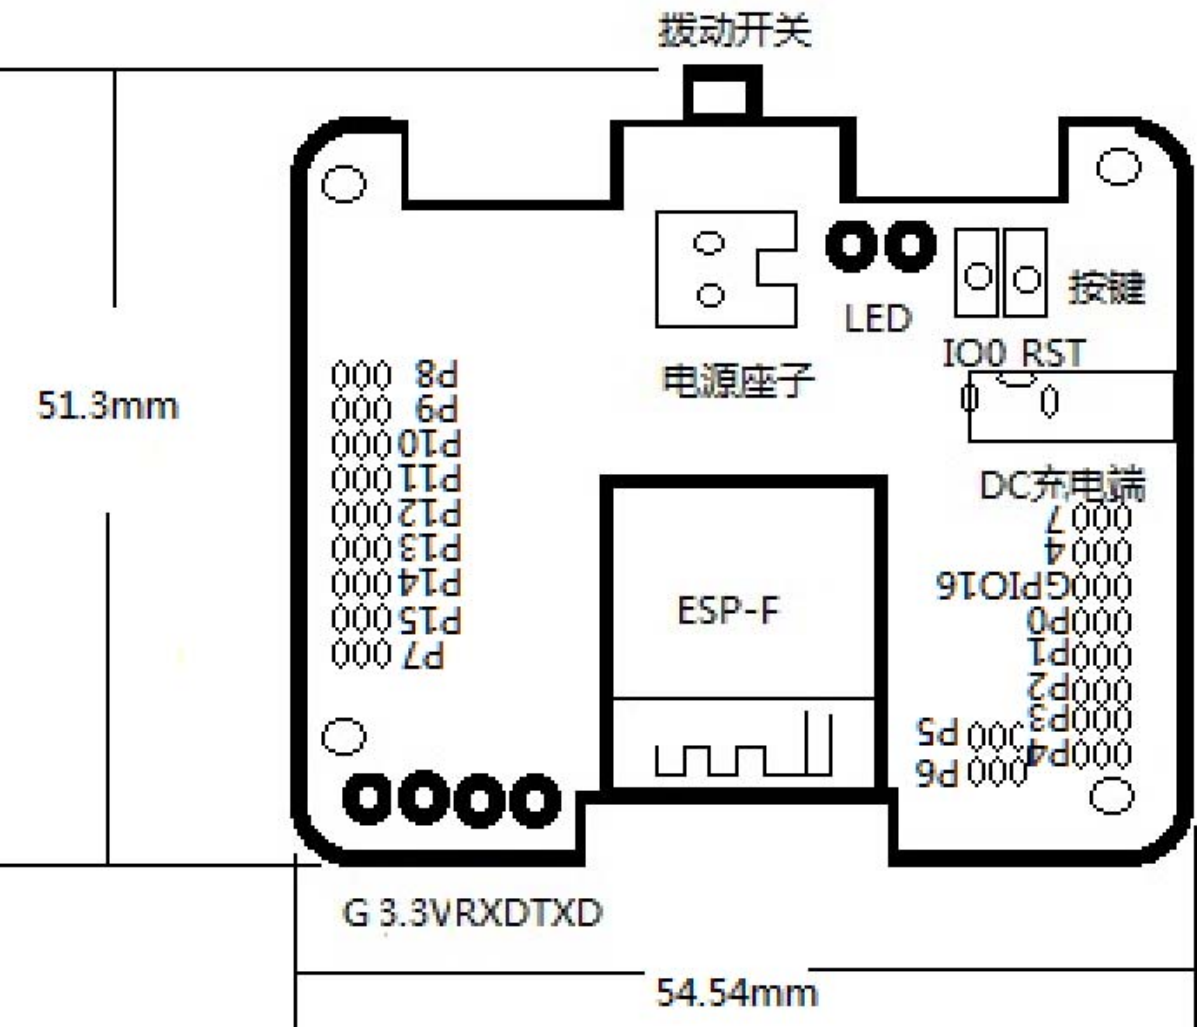 拨动开关
LED
按键
IO0 RST
电源座子
51.3mm
P8
P9
P10
P11
P12
P13
P14
P15
P7
DC充电端
7
4
GPIO16
P0
P1
P2
P3
P4
P5
P6
ESP-F
G 3.3VRXDTXD
54.54mm